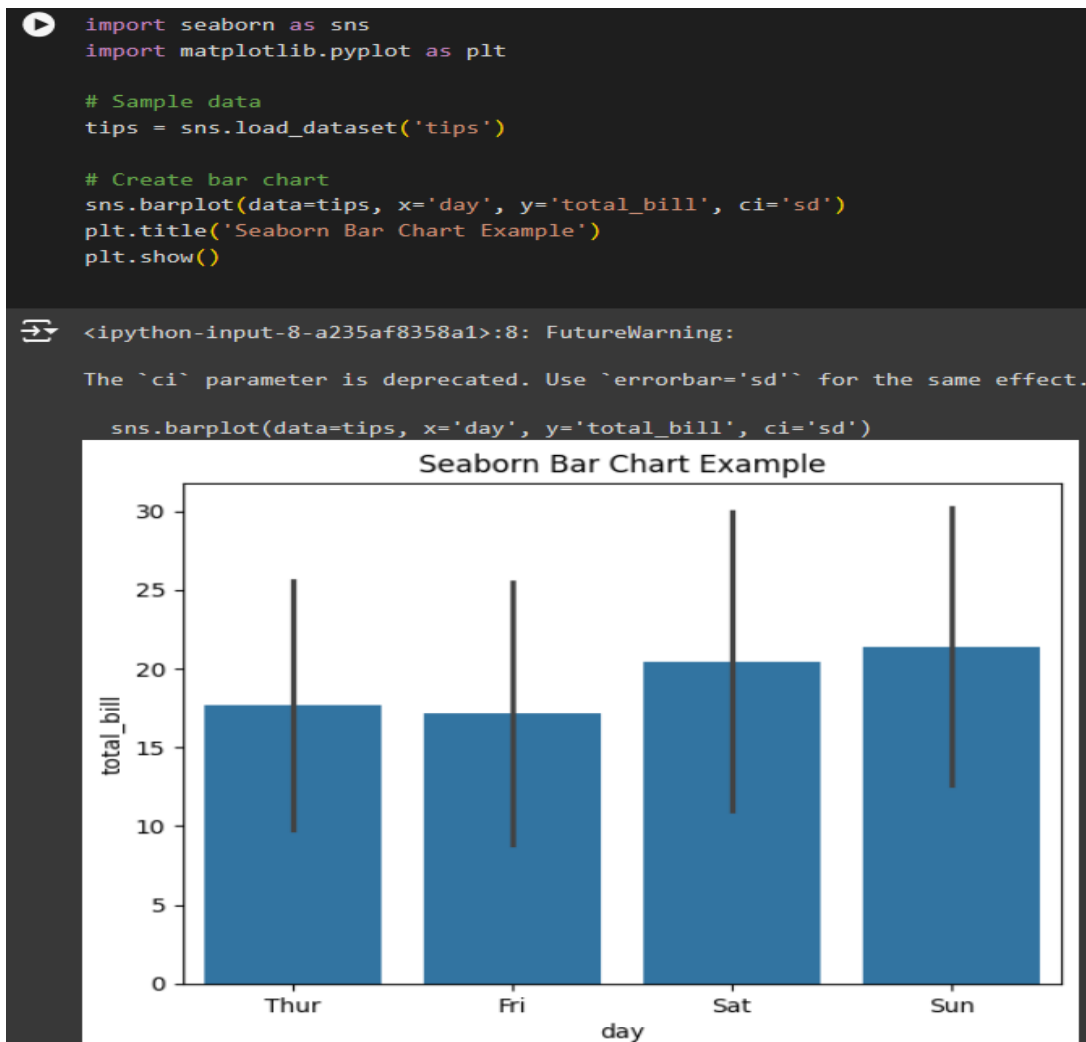 import seaborn as sns
import matplotlib.pyplot as plt
# Sample data
tips = sns.load_dataset('tips')
# Create bar chart
sns.barplot(data=tips, x='day', y='total_bill', ci='sd')
plt.title('Seaborn Bar Chart Example')
plt.show()
<ipython-input-8-a235af8358a1>:8: FutureWarning:
The `ci` parameter is deprecated. Use `errorbar='sd'` for the same effect.
sns.barplot(data=tips, x='day', y='total_bill', ci='sd')
Seaborn Bar Chart Example
30
25
20
15
10
5
0
total_bill
Thur Fri Sat Sun
day